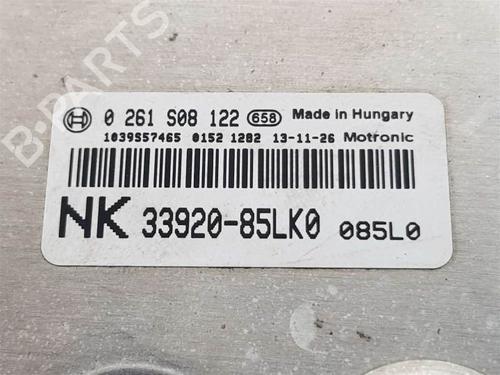 B-PARTS
0 261 S08 122 658 Made in Hungary
1039S57465 0152 1282 13-11-26 Motronic
NK 33920-85LK0 085L0